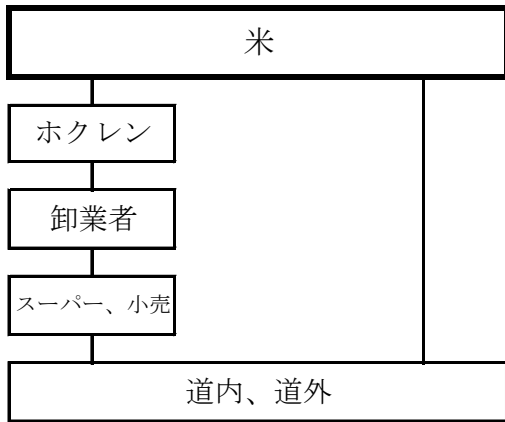 米
ホクレン
卸業者
スーパー、小売
道内、道外